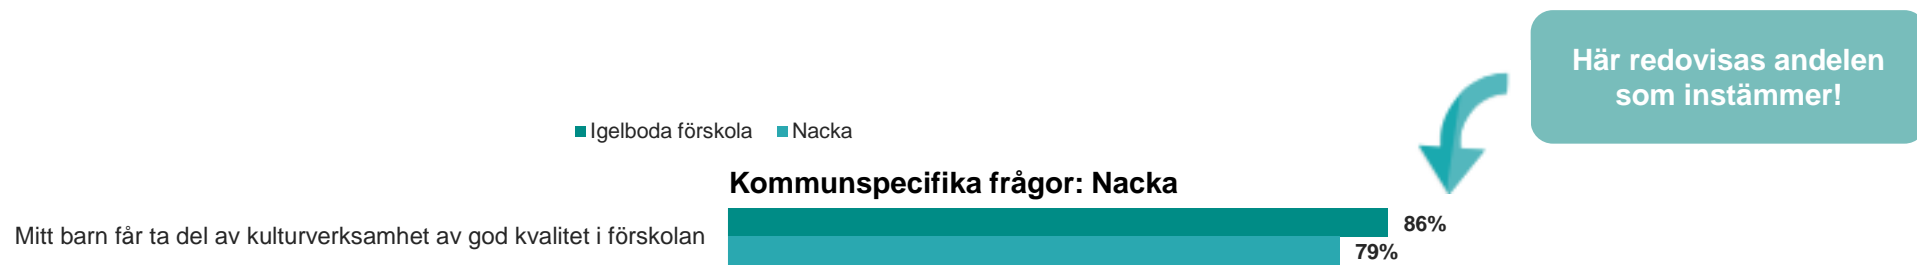 Här redovisas andelen
som instämmer!
Igelboda förskola Nacka
Kommunspecifika frågor: Nacka
Mitt barn får ta del av kulturverksamhet av god kvalitet i förskolan
86%
79%